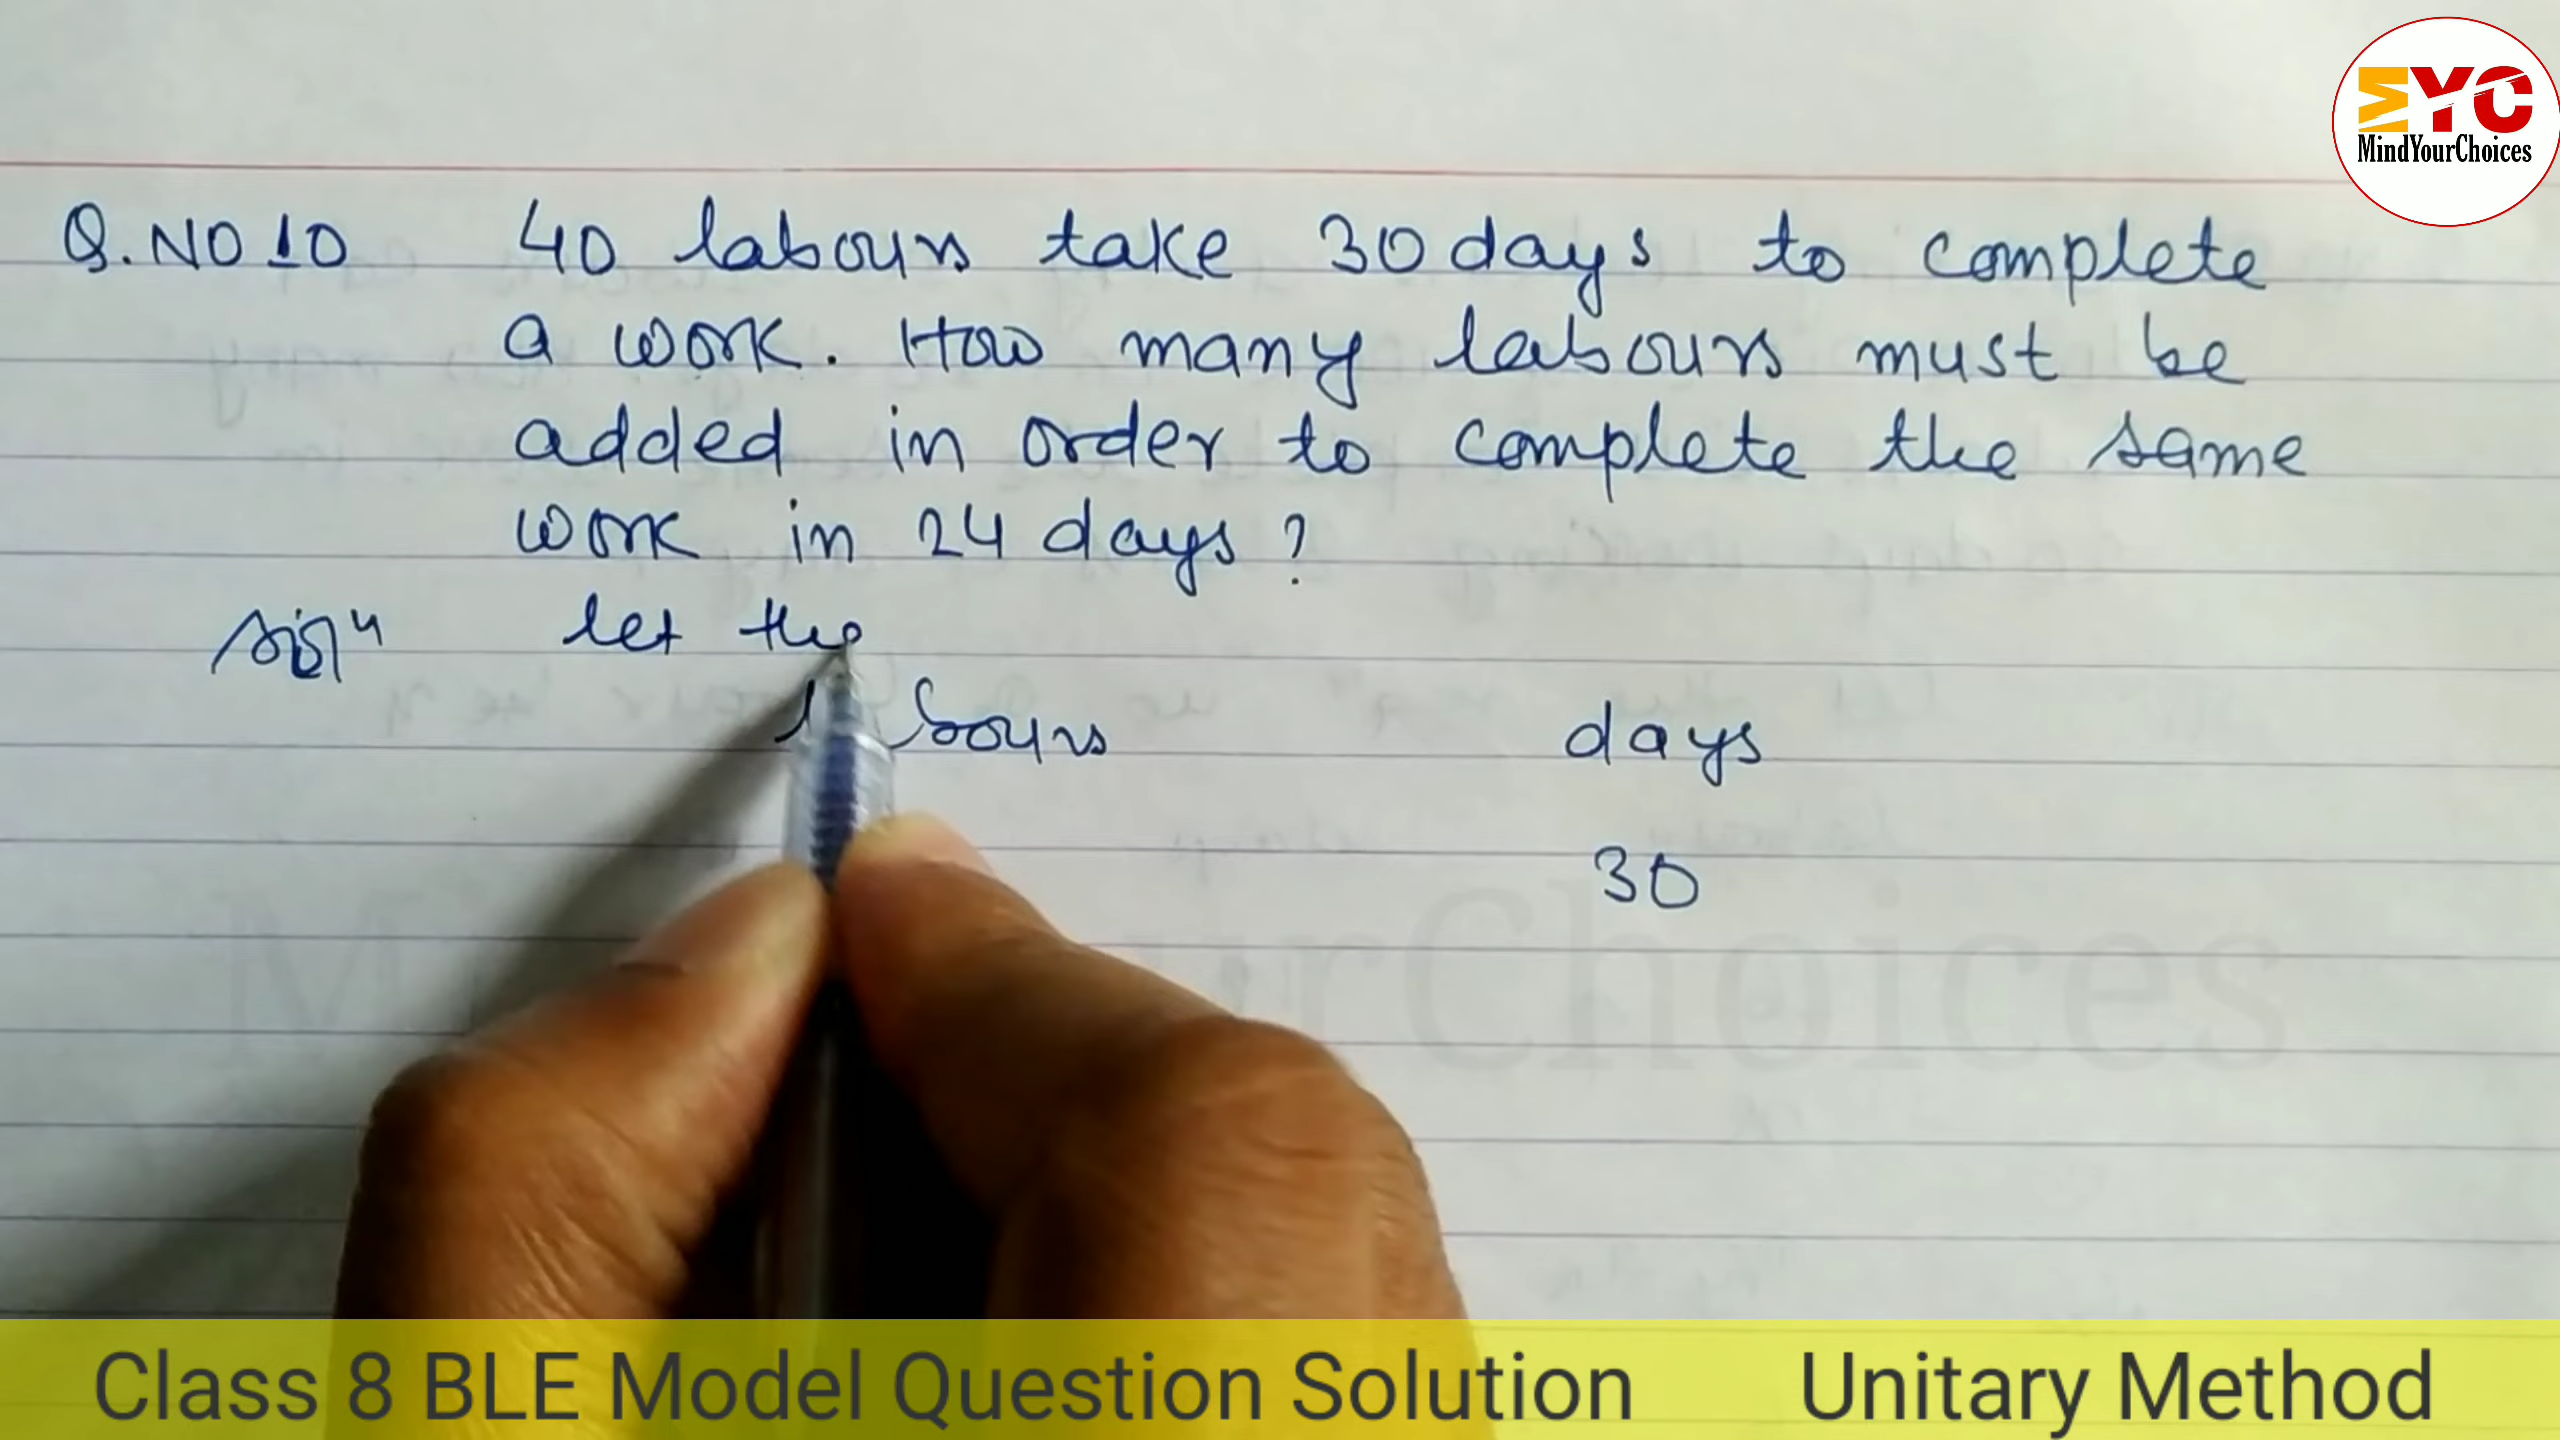 MYC
MindYourChoices
Q.NO 10 40 labours take 30 days to complete
a work. How many labours must be
added in order to complete the same
work in 24 days?
let the
days
30
Class 8 BLE Model Question Solution Unitary Method